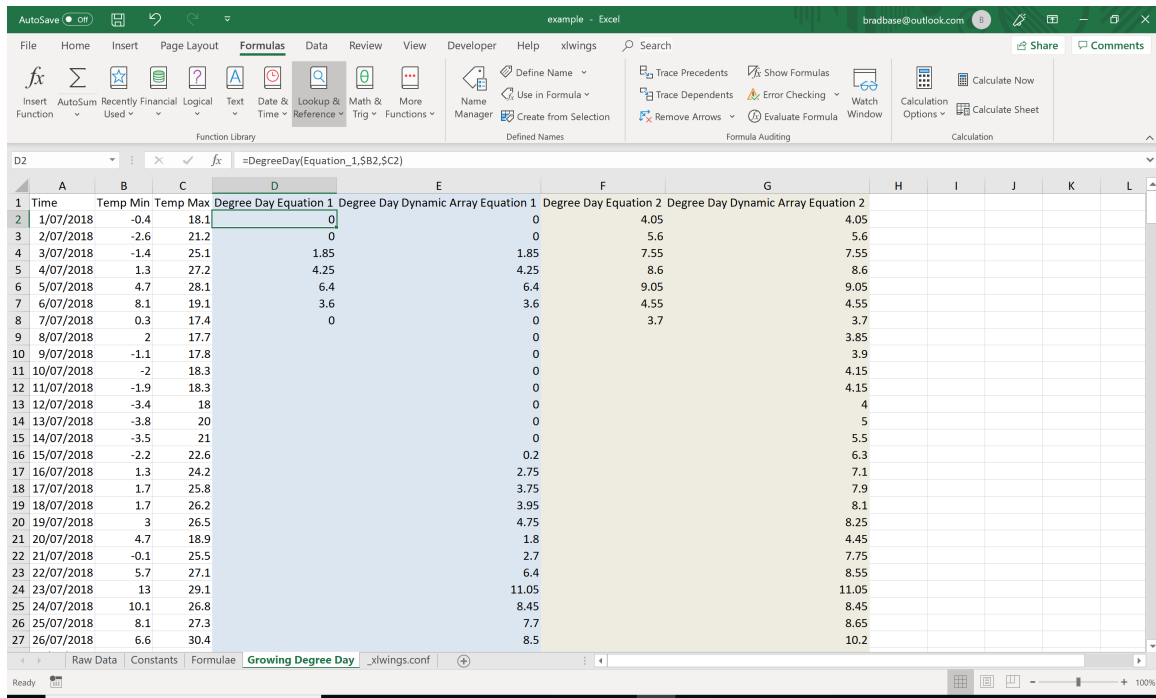 AutoSave Off example - Excel bradbase@outlook.com B
File Home Insert Page Layout Formulas Data Review View Developer Help xlwings Search Share Comments
fx Insert Function
AutoSum
Recently Used
Financial
Logical
Text
Date & Time
Lookup & Reference
Math & Trig
More Functions
Function Library
Name Manager
Define Name
Use in Formula
Create from Selection
Defined Names
Trace Precedents
Trace Dependents
Remove Arrows
Show Formulas
Error Checking
Evaluate Formula
Watch Window
Formula Auditing
Calculation Options
Calculate Now
Calculate Sheet
Calculation
D2 fx =DegreeDay(Equation_1,$B2,$C2)
A B C D E F G H I J K L
1 Time Temp Min Temp Max Degree Day Equation 1 Degree Day Dynamic Array Equation 1 Degree Day Equation 2 Degree Day Dynamic Array Equation 2
2 1/07/2018 -0.4 18.1 0 0 4.05 4.05
3 2/07/2018 -2.6 21.2 0 0 5.6 5.6
4 3/07/2018 -1.4 25.1 1.85 1.85 7.55 7.55
5 4/07/2018 1.3 27.2 4.25 4.25 8.6 8.6
6 5/07/2018 4.7 28.1 6.4 6.4 9.05 9.05
7 6/07/2018 8.1 19.1 3.6 3.6 4.55 4.55
8 7/07/2018 0.3 17.4 0 0 3.7 3.7
9 8/07/2018 2 17.7 0 3.85
10 9/07/2018 -1.1 17.8 0 3.9
11 10/07/2018 -2 18.3 0 4.15
12 11/07/2018 -1.9 18.3 0 4.15
13 12/07/2018 -3.4 18 0 4
14 13/07/2018 -3.8 20 0 5
15 14/07/2018 -3.5 21 0 5.5
16 15/07/2018 -2.2 22.6 0.2 6.3
17 16/07/2018 1.3 24.2 2.75 7.1
18 17/07/2018 1.7 25.8 3.75 7.9
19 18/07/2018 1.7 26.2 3.95 8.1
20 19/07/2018 3 26.5 4.75 8.25
21 20/07/2018 4.7 18.9 1.8 4.45
22 21/07/2018 -0.1 25.5 2.7 7.75
23 22/07/2018 5.7 27.1 6.4 8.55
24 23/07/2018 13 29.1 11.05 11.05
25 24/07/2018 10.1 26.8 8.45 8.45
26 25/07/2018 8.1 27.3 7.7 8.65
27 26/07/2018 6.6 30.4 8.5 10.2
Raw Data Constants Formulae Growing Degree Day _xlwings.conf
Ready 100%